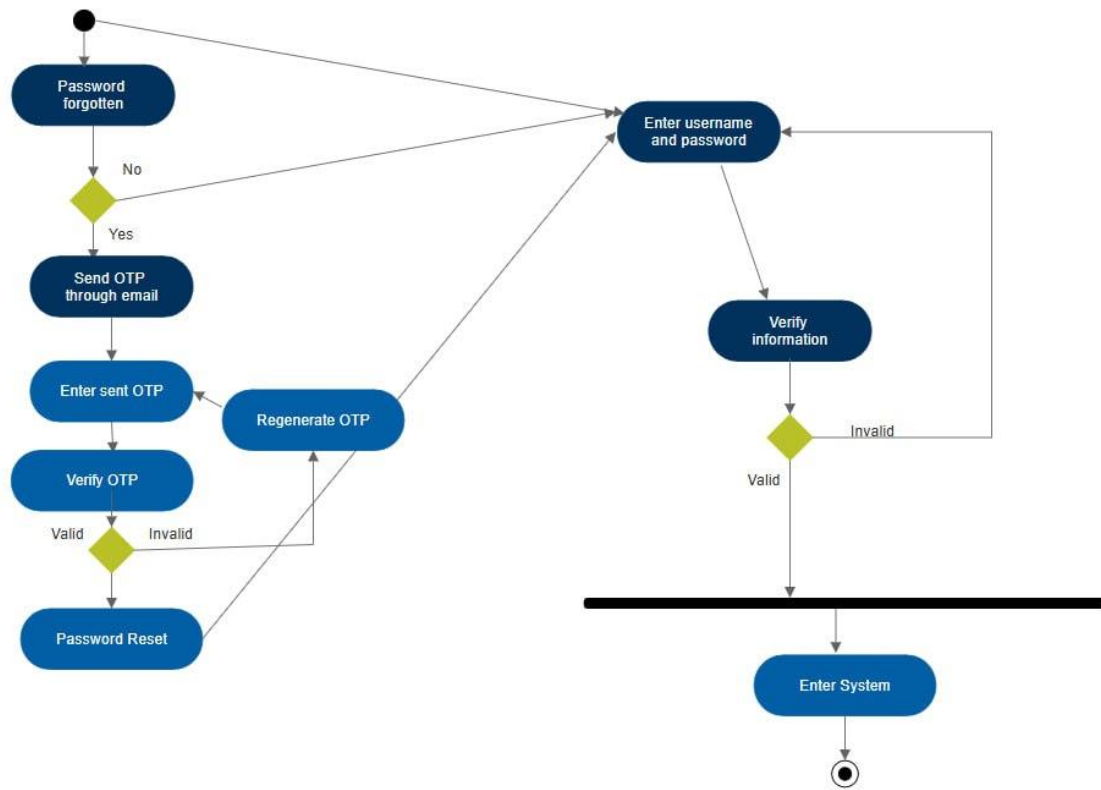 Password
forgotten
Enter username
and password
No
Yes
Send OTP
through email
Verify
information
Enter sent OTP
Regenerate OTP
Invalid
Verify OTP
Valid
Valid
Invalid
Password Reset
Enter System